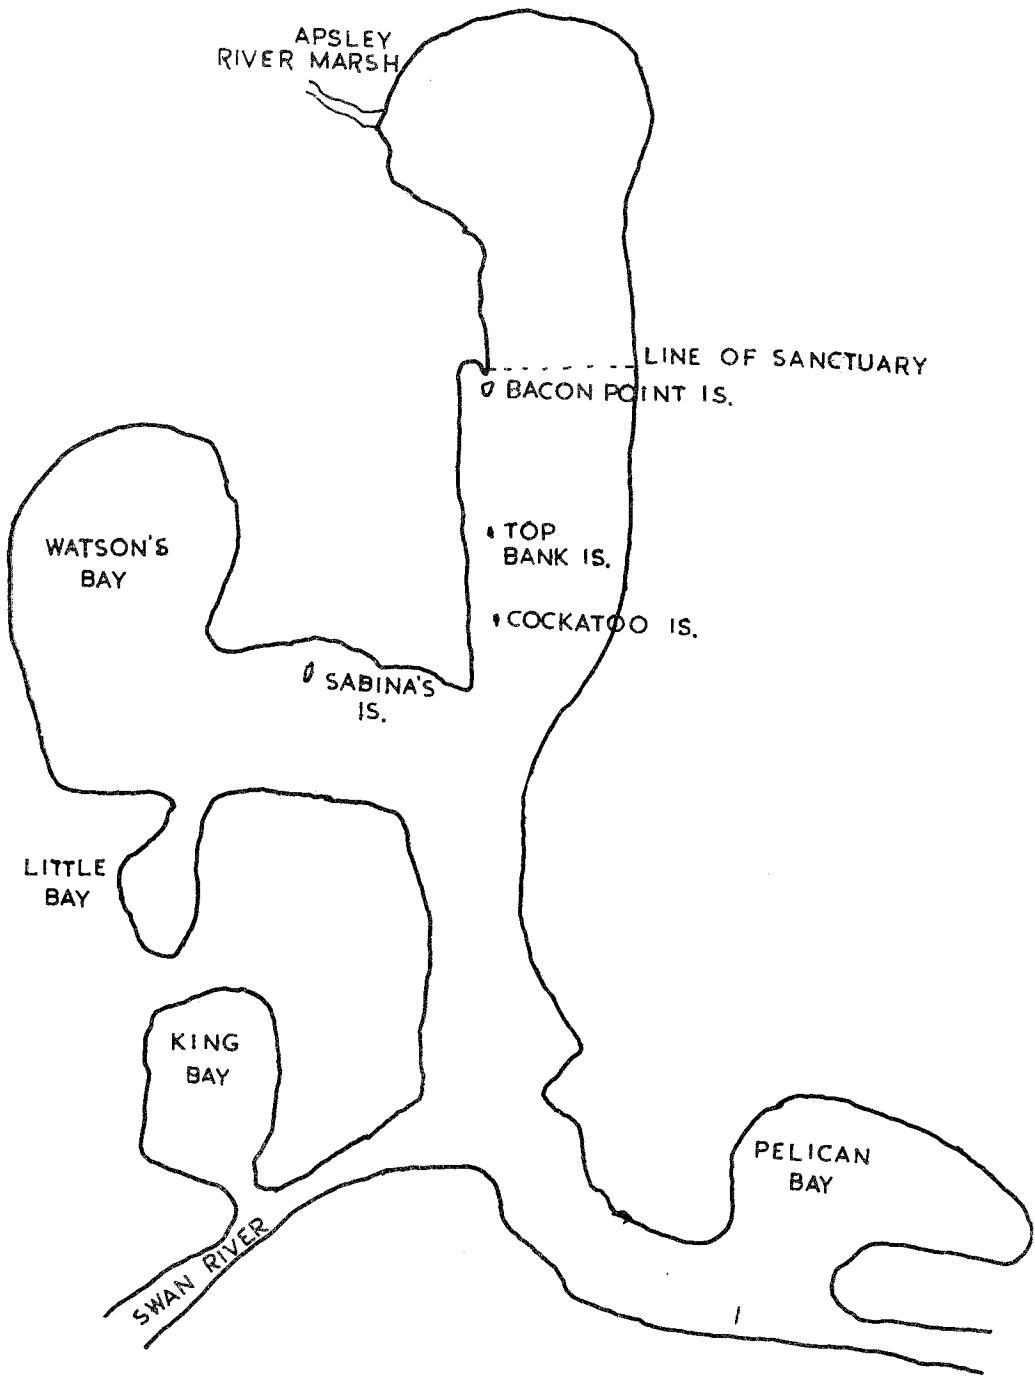 APSLEY
RIVER MARSH
LINE OF SANCTUARY
BACON POINT IS.
TOP
BANK IS.
WATSON'S
BAY
COCKATOO IS.
SABINA'S
IS.
LITTLE
BAY
KING
BAY
PELICAN
BAY
SWAN RIVER